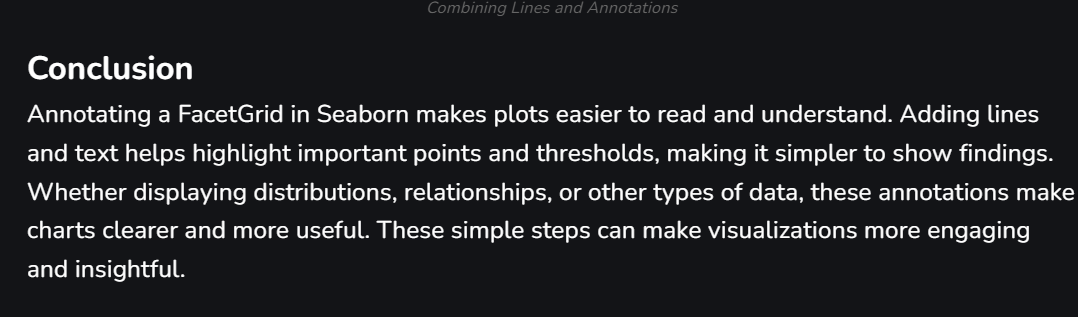 Combining Lines and Annotations
Conclusion
Annotating a FacetGrid in Seaborn makes plots easier to read and understand. Adding lines
and text helps highlight important points and thresholds, making it simpler to show findings.
Whether displaying distributions, relationships, or other types of data, these annotations make
charts clearer and more useful. These simple steps can make visualizations more engaging
and insightful.